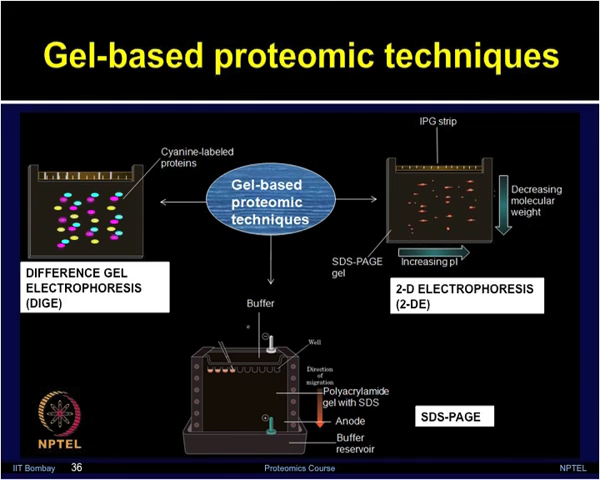 Gel-based proteomic techniques
IPG strip
Cyanine-labeled
proteins
Gel-based
proteomic
techniques
Decreasing
molecular
weight
SDS-PAGE
gel
Increasing pI
DIFFERENCE GEL
ELECTROPHORESIS
(DIGE)
2-D ELECTROPHORESIS
(2-DE)
Buffer
Well
Direction
of
migration
Polyacrylamide
gel with SDS
Anode
Buffer
reservoir
SDS-PAGE
NPTEL
IIT Bombay 36 Proteomics Course NPTEL